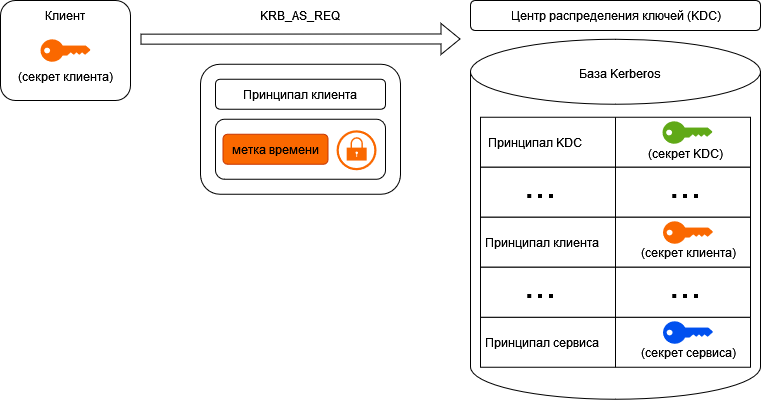 Клиент
(секрет клиента)
KRB_AS_REQ
Принципал клиента
метка времени
Центр распределения ключей (KDC)
База Kerberos
Принципал KDC
(секрет KDC)
... ...
Принципал клиента
(секрет клиента)
... ...
Принципал сервиса
(секрет сервиса)